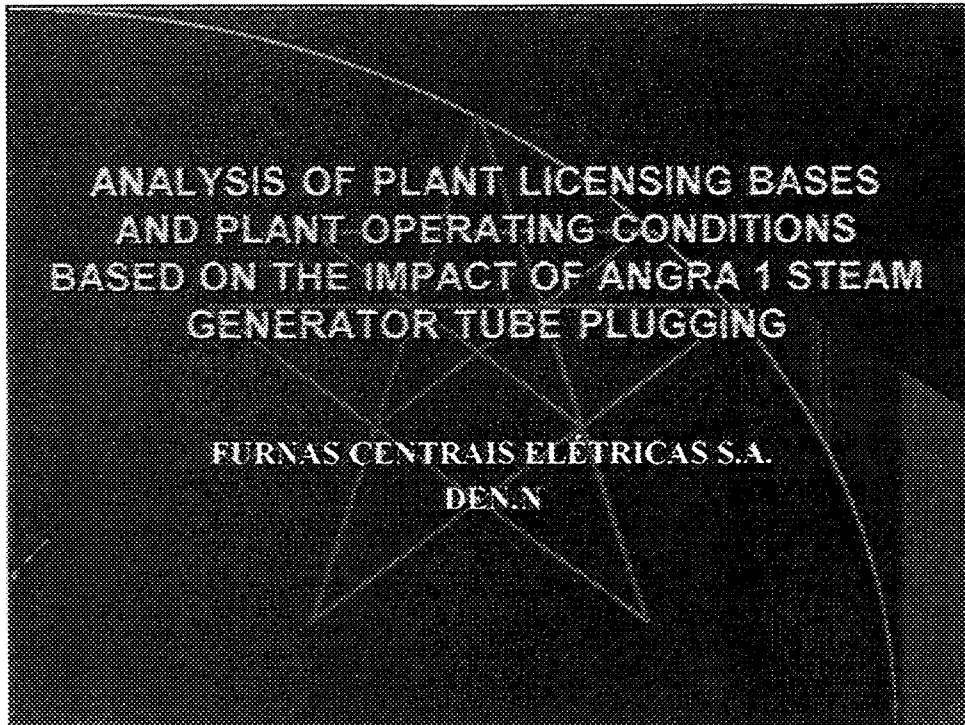 ANALYSIS OF PLANT LICENSING BASES
AND PLANT OPERATING CONDITIONS
BASED ON THE IMPACT OF ANGRA 1 STEAM
GENERATOR TUBE PLUGGING
FURNAS CENTRAIS ELÉTRICAS S.A.
DEN.N